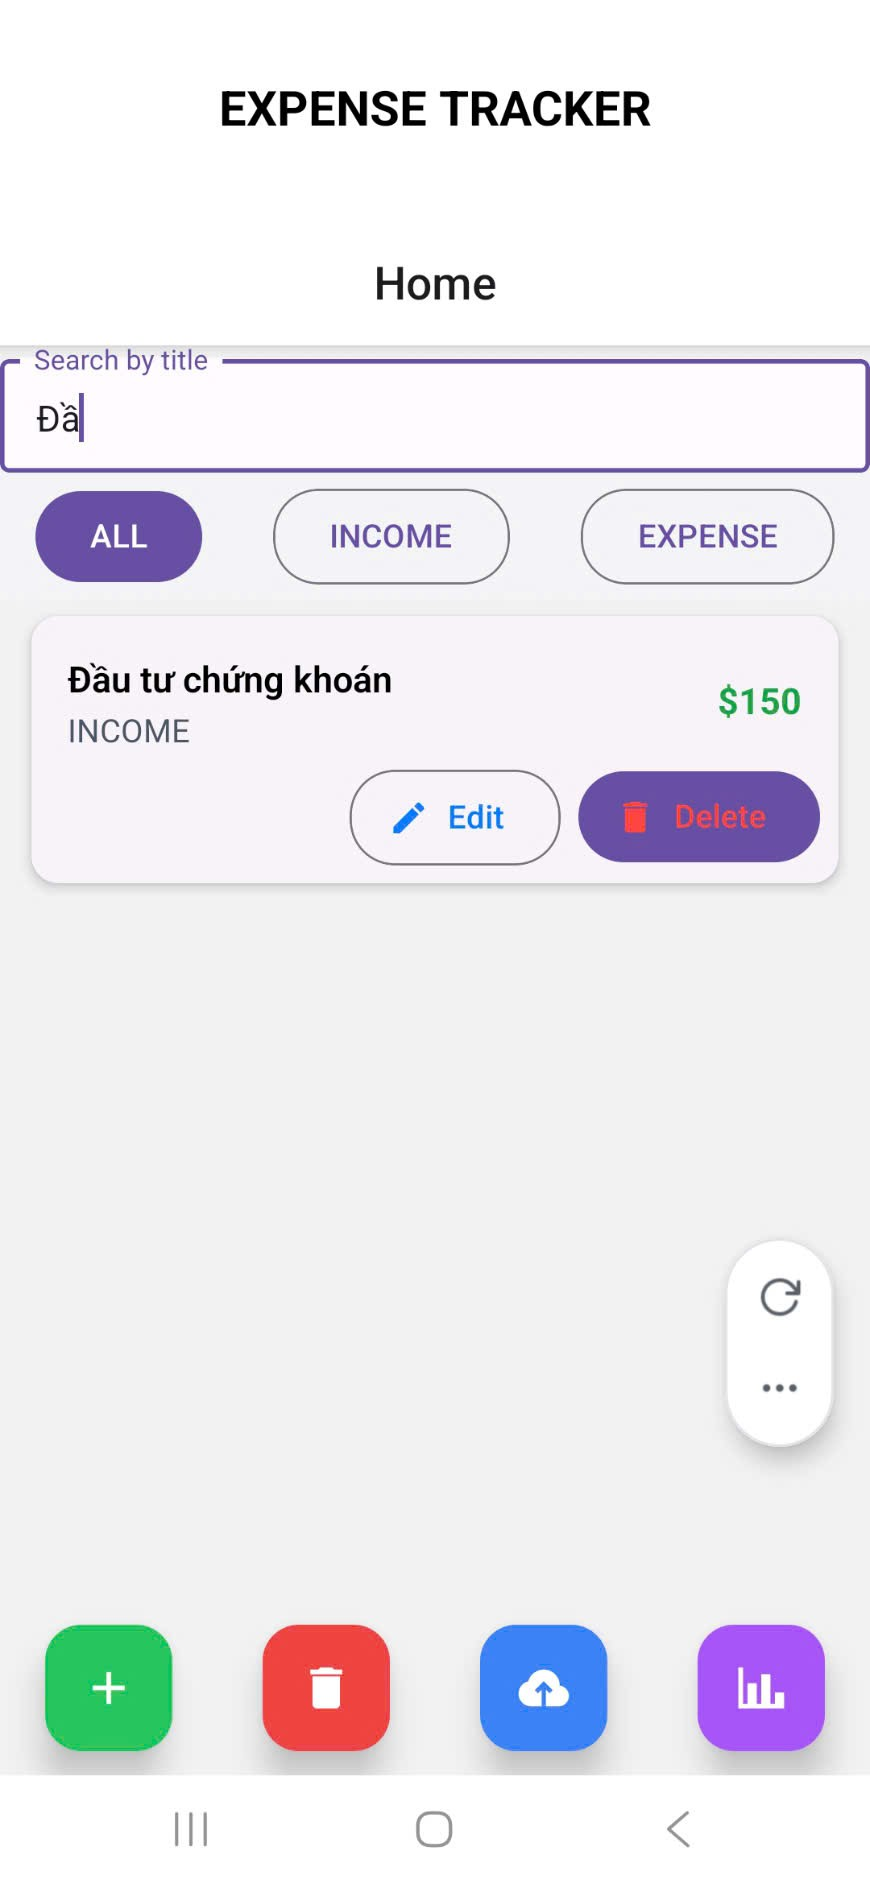 EXPENSE TRACKER
Home
Search by title
Đầ
ALL
INCOME
EXPENSE
Đầu tư chứng khoán
$150
INCOME
Edit
Delete